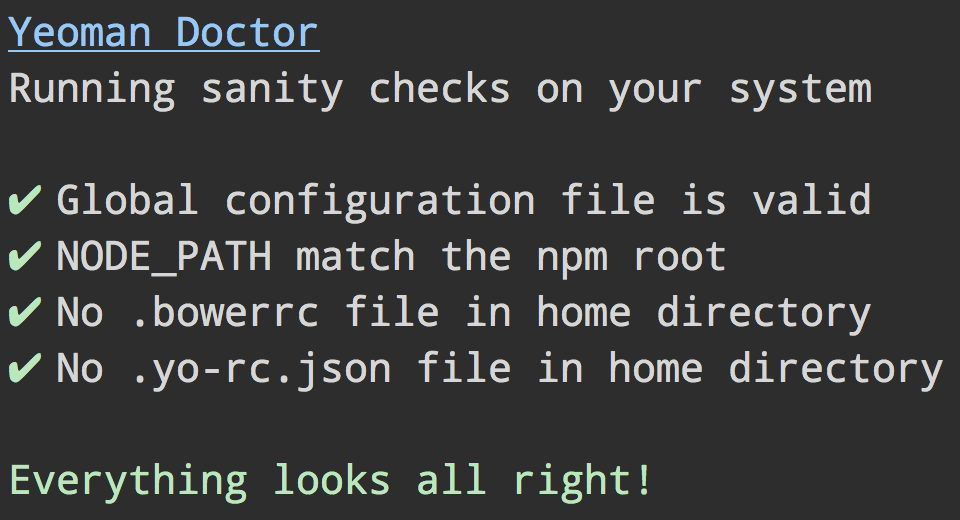 Yeoman Doctor
Running sanity checks on your system
✔ Global configuration file is valid
✔ NODE_PATH match the npm root
✔ No .bowerrc file in home directory
✔ No .yo-rc.json file in home directory
Everything looks all right!